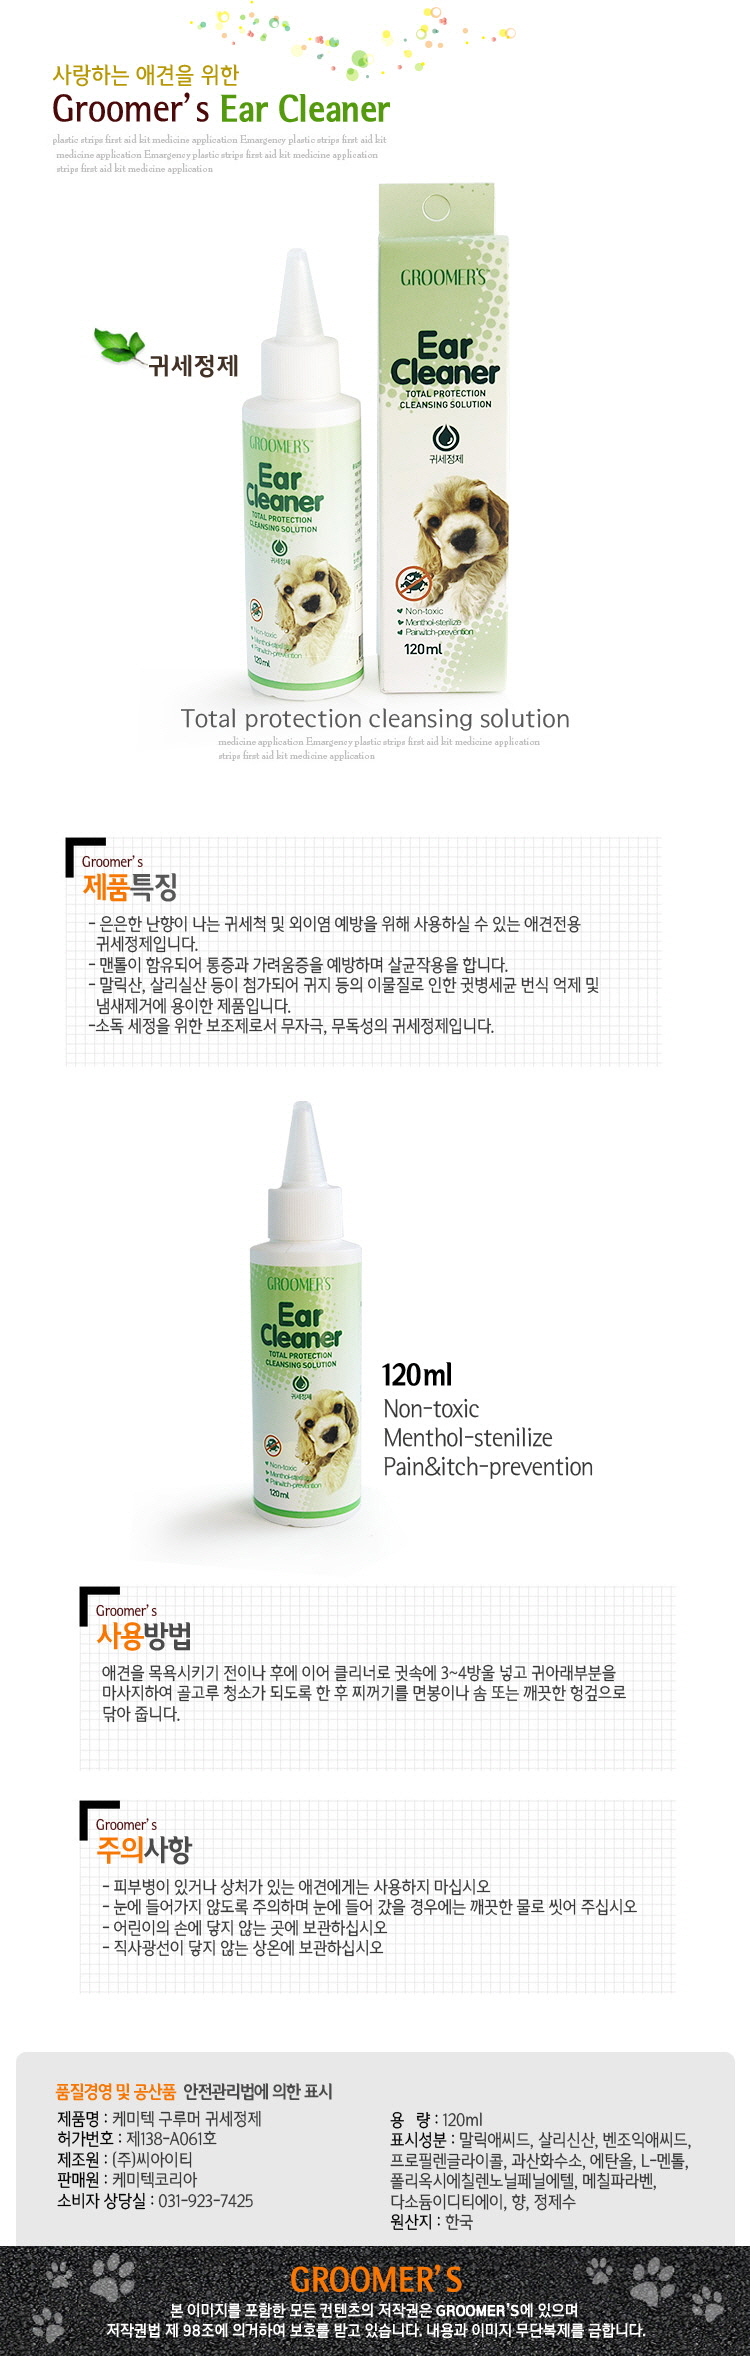 사랑하는 애견을 위한
Groomer's Ear Cleaner
plastic strips first aid kit medicine application Emargency plastic strips first aid kit
medicine application Emargency plastic strips first aid kit medicine application
strips first aid kit medicine application
귀세정제
GROOMER'S
Ear
Cleaner
TOTAL PROTECTION
CLEANSING SOLUTION
귀세정제
Non-toxic
Menthol-sterilize
120ml
GROOMER'S
Ear
Cleaner
TOTAL PROTECTION
CLEANSING SOLUTION
귀세정제
Non-toxic
120ml
Total protection cleansing solution
medicine application Emargency plastic strips first aid kit medicine application
strips first aid kit medicine application
Groomer's
제품특징
- 은은한 난향이 나는 귀세척 및 외이염 예방을 위해 사용하실 수 있는 애견전용
귀세정제입니다.
- 맨톨이 함유되어 통증과 가려움증을 예방하며 살균작용을 합니다.
- 말릭산, 살리실산 등이 첨가되어 귀지 등의 이물질로 인한 귓병세균 번식 억제 및
냄새제거에 용이한 제품입니다.
-소독 세정을 위한 보조제로서 무자극, 무독성의 귀세정제입니다.
GROOMER'S
Ear
Cleaner
TOTAL PROTECTION
CLEANSING SOLUTION
귀세정제
Non-toxic
120ml
120ml
Non-toxic
Menthol-stenilize
Pain&itch-prevention
Groomer's
사용방법
애견을 목욕시키기 전이나 후에 이어 클리너로 귓속에 3~4방울 넣고 귀아래부분을
마사지하여 골고루 청소가 되도록 한 후 찌꺼기를 면봉이나 솜 또는 깨끗한 헝겊으로
닦아 줍니다.
Groomer's
주의사항
- 피부병이 있거나 상처가 있는 애견에게는 사용하지 마십시오
- 눈에 들어가지 않도록 주의하며 눈에 들어 갔을 경우에는 깨끗한 물로 씻어 주십시오
- 어린이의 손에 닿지 않는 곳에 보관하십시오
- 직사광선이 닿지 않는 상온에 보관하십시오
품질경영 및 공산품 안전관리법에 의한 표시
제품명 : 케미텍 구루머 귀세정제
허가번호 : 제138-A061호
제조원 : (주)씨아이티
판매원 : 케미텍코리아
소비자 상담실 : 031-923-7425
용 량 : 120ml
표시성분 : 말릭애씨드, 살리신산, 벤조익애씨드,
프로필렌글라이콜, 과산화수소, 에탄올, L-멘톨,
폴리옥시에칠렌노닐페닐에텔, 메칠파라벤,
다소듐이디티에이, 향, 정제수
원산지 : 한국
GROOMER'S
본 이미지를 포함한 모든 컨텐츠의 저작권은 GROOMER'S에 있으며
저작권법 제 98조에 의거하여 보호를 받고 있습니다. 내용과 이미지 무단복제를 금합니다.